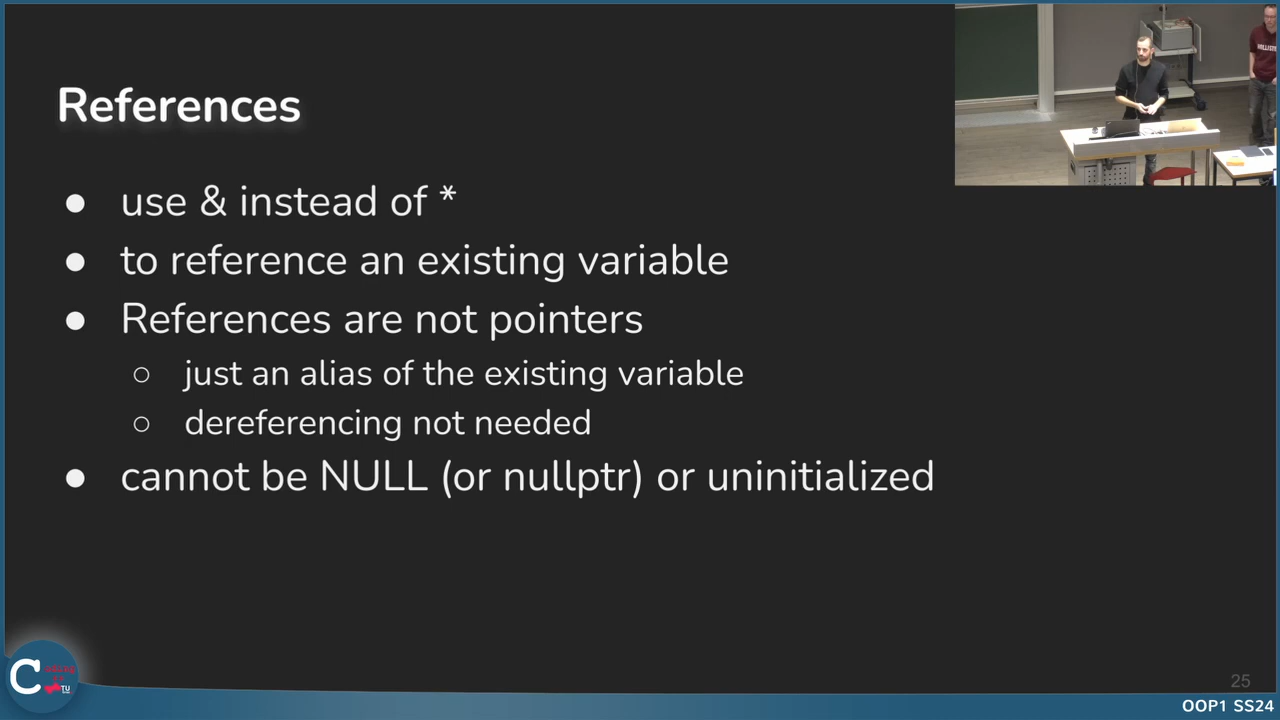 References
● use & instead of *
● to reference an existing variable
● References are not pointers
○ just an alias of the existing variable
○ dereferencing not needed
● cannot be NULL (or nullptr) or uninitialized
25
C
TU
OOP1 SS24